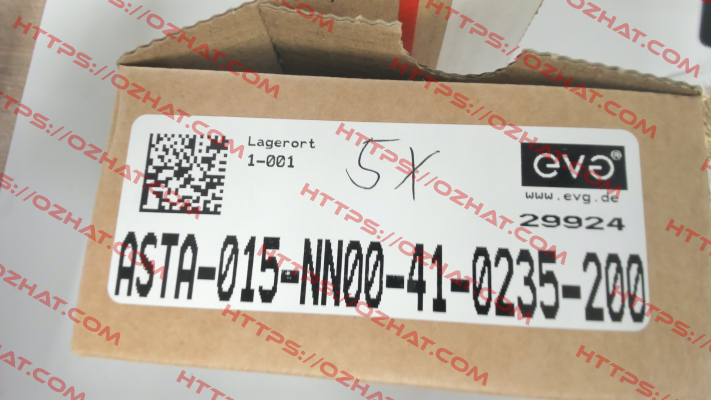 Lagerort
1-001
5X
evg®
www.evg.de
29924
ASTA-015-NN00-41-0235-200
HTTPS://OZHAT.COM